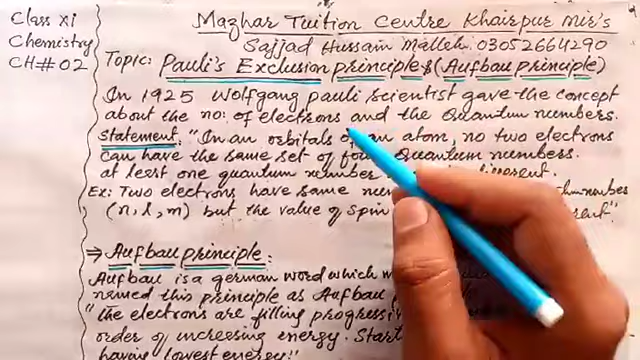 Class XI
Chemistry
CH# 02
Mazhar Tuition Centre Khairpur Mir's
Sajjad Hussain Mallah. 03052664290
Topic: Pauli's Exclusion principle & (Aufbau principle)
In 1925 Wolfgang pauli scientist gave the concept
about the no: of electrons and the Quantum numbers.
Statement: "In an orbitals of an atom, no two electrons
can have the same set of four Quantum numbers.
at least one quantum number different.
Ex: Two electrons have same
(n, l, m) but the value of spin
⇒ Aufbau principle:
Aufbau is a german word which
named this principle as Aufbau
"the electrons are filling
order of increasing energy.
having lowest energy."